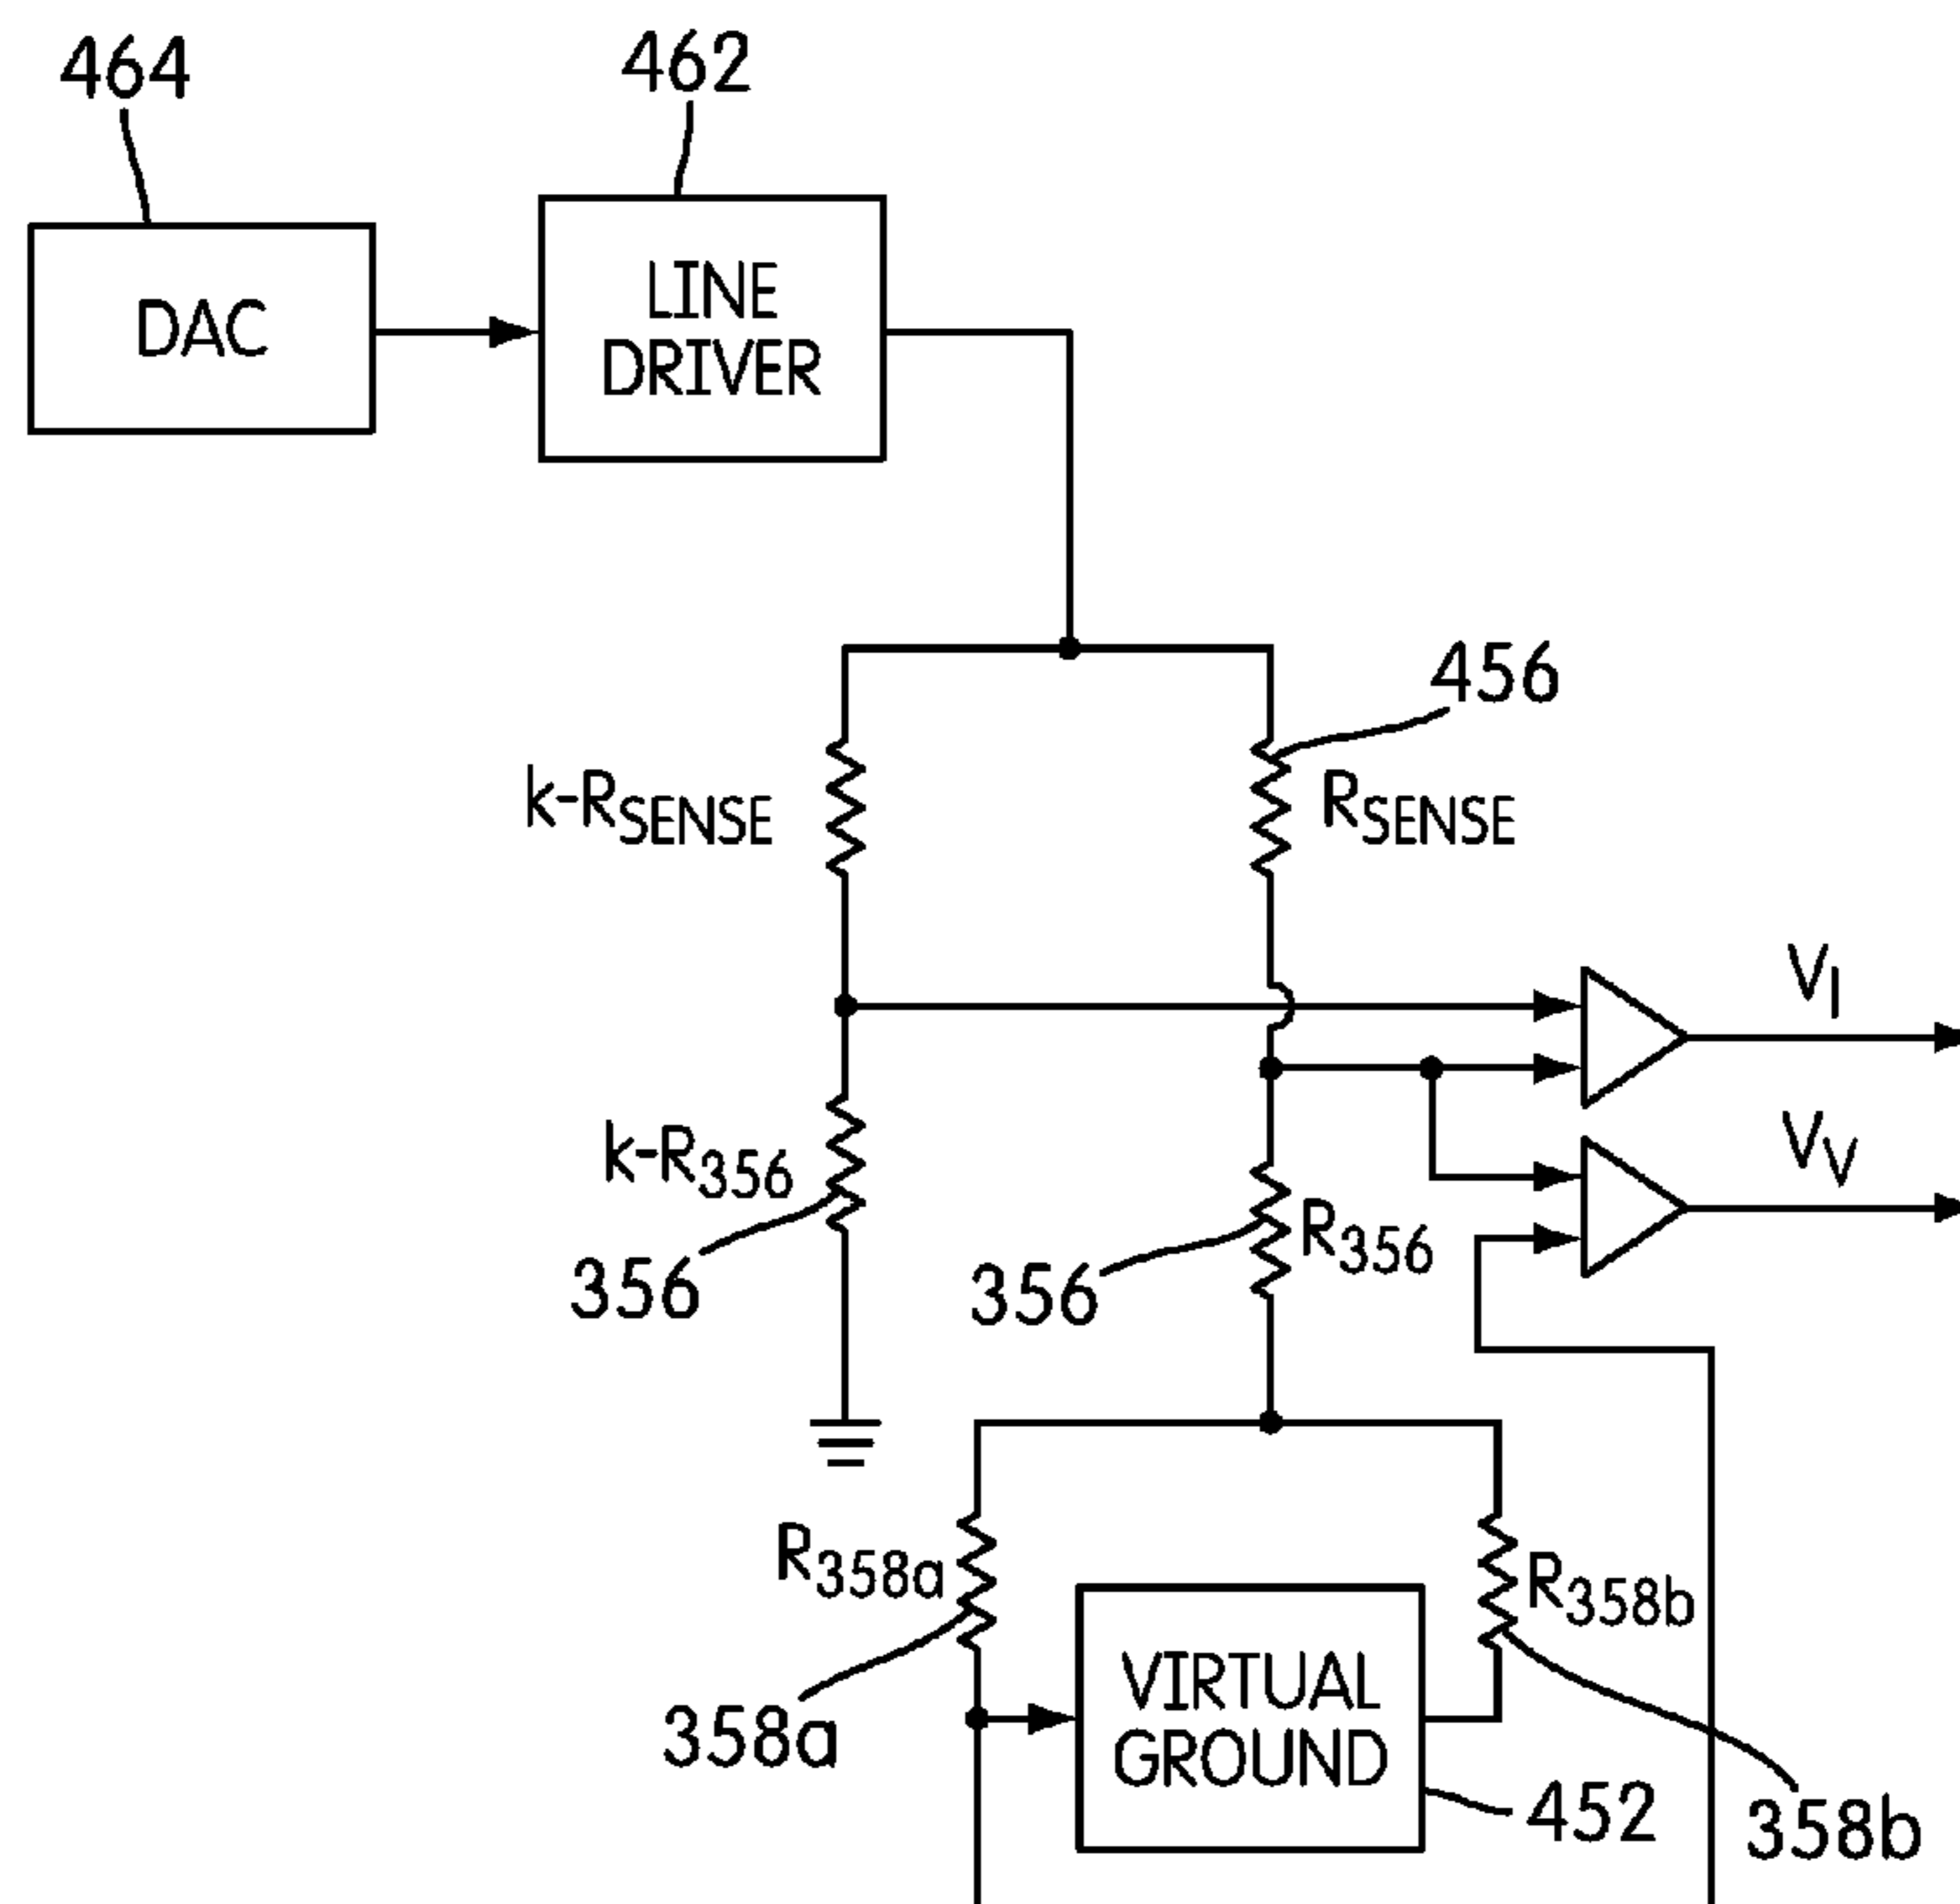 464
462
DAC
LINE
DRIVER
456
k-RSENSE
RSENSE
VI
VV
k-R356
R356
356
356
R358a
R358b
VIRTUAL
GROUND
358a
452
358b